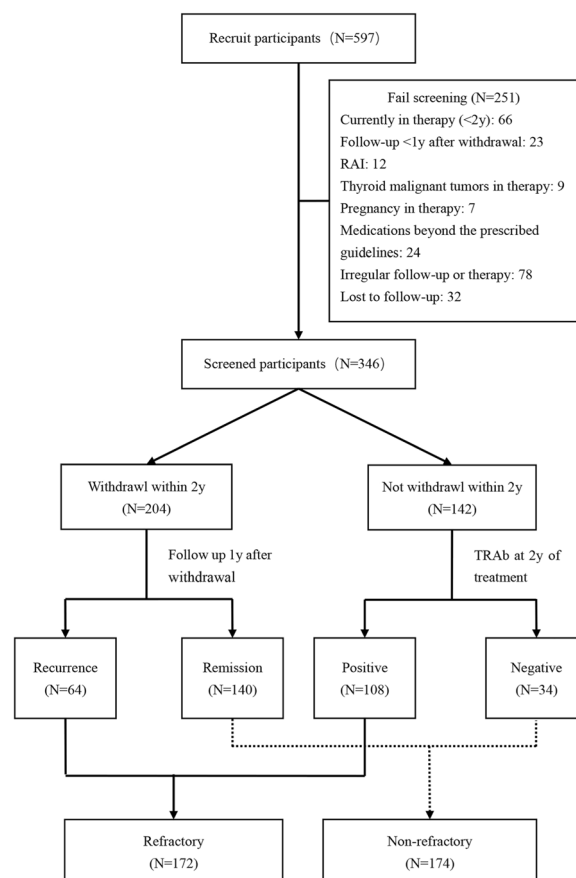 Recruit participants（N=597）
Fail screening (N=251)
Currently in therapy (<2y): 66
Follow-up <1y after withdrawal: 23
RAI: 12
Thyroid malignant tumors in therapy: 9
Pregnancy in therapy: 7
Medications beyond the prescribed
guidelines: 24
Irregular follow-up or therapy: 78
Lost to follow-up: 32
Screened participants（N=346）
Withdrawl within 2y
(N=204)
Not withdrawl within 2y
(N=142)
Follow up 1y after
withdrawal
TRAb at 2y of
treatment
Recurrence
(N=64)
Remission
(N=140)
Positive
(N=108)
Negative
(N=34)
Refractory
(N=172)
Non-refractory
(N=174)